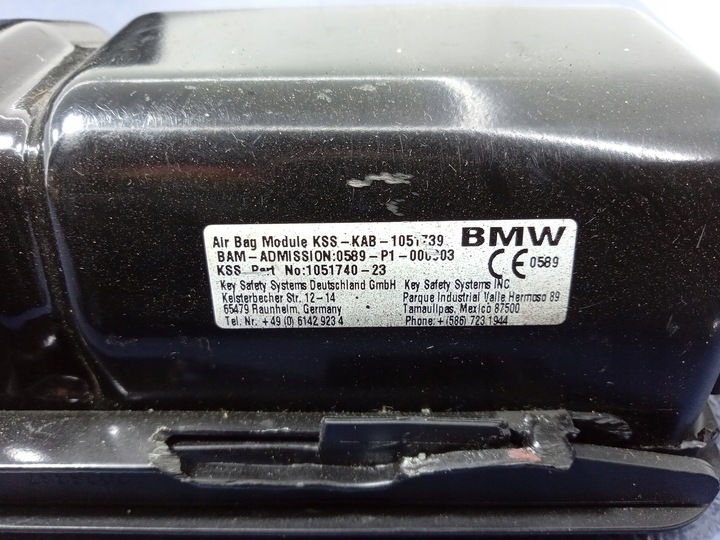 Air Bag Module KSS-KAB-1051739
BMW
BAM-ADMISSION:0589-P1-000003
CE 0589
KSS Part No:1051740-23
Key Safety Systems Deutschland GmbH
Kelsterbecher Str. 12-14
65479 Raunheim, Germany
Tel. Nr. +49 (0) 6142 923 4
Key Safety Systems INC
Parque Industrial Valle Hermoso 89
Tamaulipas, Mexico 87500
Phone: +(586) 723 1944